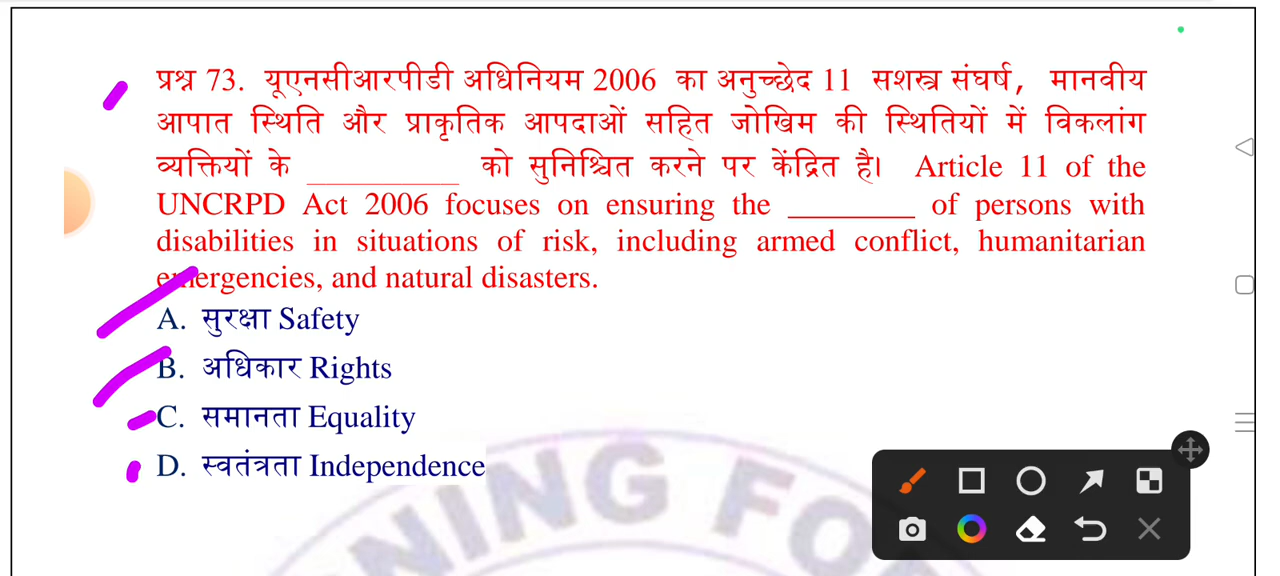 प्रश्न 73. यूएनसीआरपीडी अधिनियम 2006 का अनुच्छेद 11 सशस्त्र संघर्ष, मानवीय
आपात स्थिति और प्राकृतिक आपदाओं सहित जोखिम की स्थितियों में विकलांग
व्यक्तियों के __________ को सुनिश्चित करने पर केंद्रित है। Article 11 of the
UNCRPD Act 2006 focuses on ensuring the ________ of persons with
disabilities in situations of risk, including armed conflict, humanitarian
emergencies, and natural disasters.
A. सुरक्षा Safety
B. अधिकार Rights
C. समानता Equality
D. स्वतंत्रता Independence
NING FO